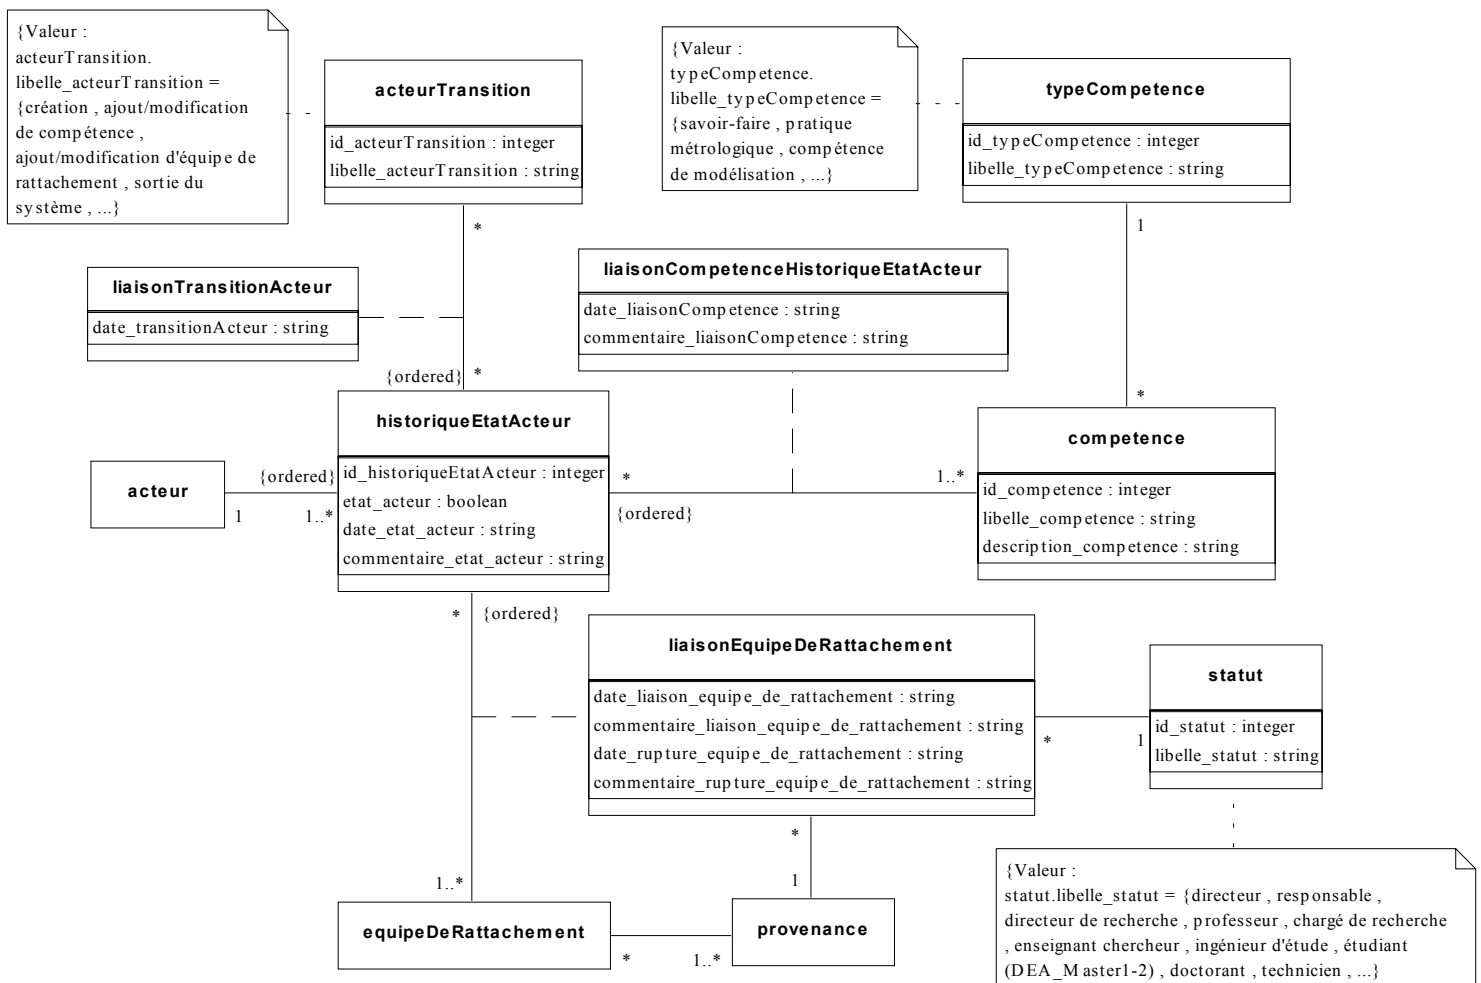 {Valeur :
acteurTransition.
libelle_acteurTransition =
{création , ajout/modification
de compétence ,
ajout/modification d'équipe de
rattachement , sortie du
système , ...}
acteurTransition
id_acteurTransition : integer
libelle_acteurTransition : string
{Valeur :
typeCompetence.
libelle_typeCompetence =
{savoir-faire , pratique
métrologique , compétence
de modélisation , ...}
typeCompetence
id_typeCompetence : integer
libelle_typeCompetence : string
*
1
liaisonTransitionActeur
date_transitionActeur : string
liaisonCompetenceHistoriqueEtatActeur
date_liaisonCompetence : string
commentaire_liaisonCompetence : string
{ordered}
*
*
historiqueEtatActeur
id_historiqueEtatActeur : integer
etat_acteur : boolean
date_etat_acteur : string
commentaire_etat_acteur : string
acteur
{ordered}
1
1..*
*
{ordered}
1..*
competence
id_competence : integer
libelle_competence : string
description_competence : string
*
{ordered}
liaisonEquipeDeRattachement
date_liaison_equipe_de_rattachement : string
commentaire_liaison_equipe_de_rattachement : string
date_rupture_equipe_de_rattachement : string
commentaire_rupture_equipe_de_rattachement : string
*
1
statut
id_statut : integer
libelle_statut : string
*
1
1..*
equipeDeRattachement
*
1..*
provenance
{Valeur :
statut.libelle_statut = {directeur , responsable ,
directeur de recherche , professeur , chargé de recherche
, enseignant chercheur , ingénieur d'étude , étudiant
(DEA_Master1-2) , doctorant , technicien , ...}